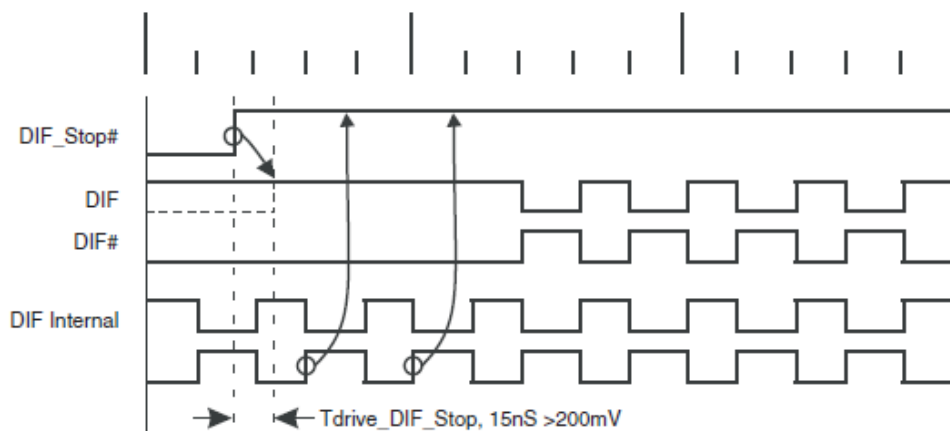 DIF_Stop#
DIF
DIF#
DIF Internal
Tdrive_DIF_Stop, 15nS >200mV